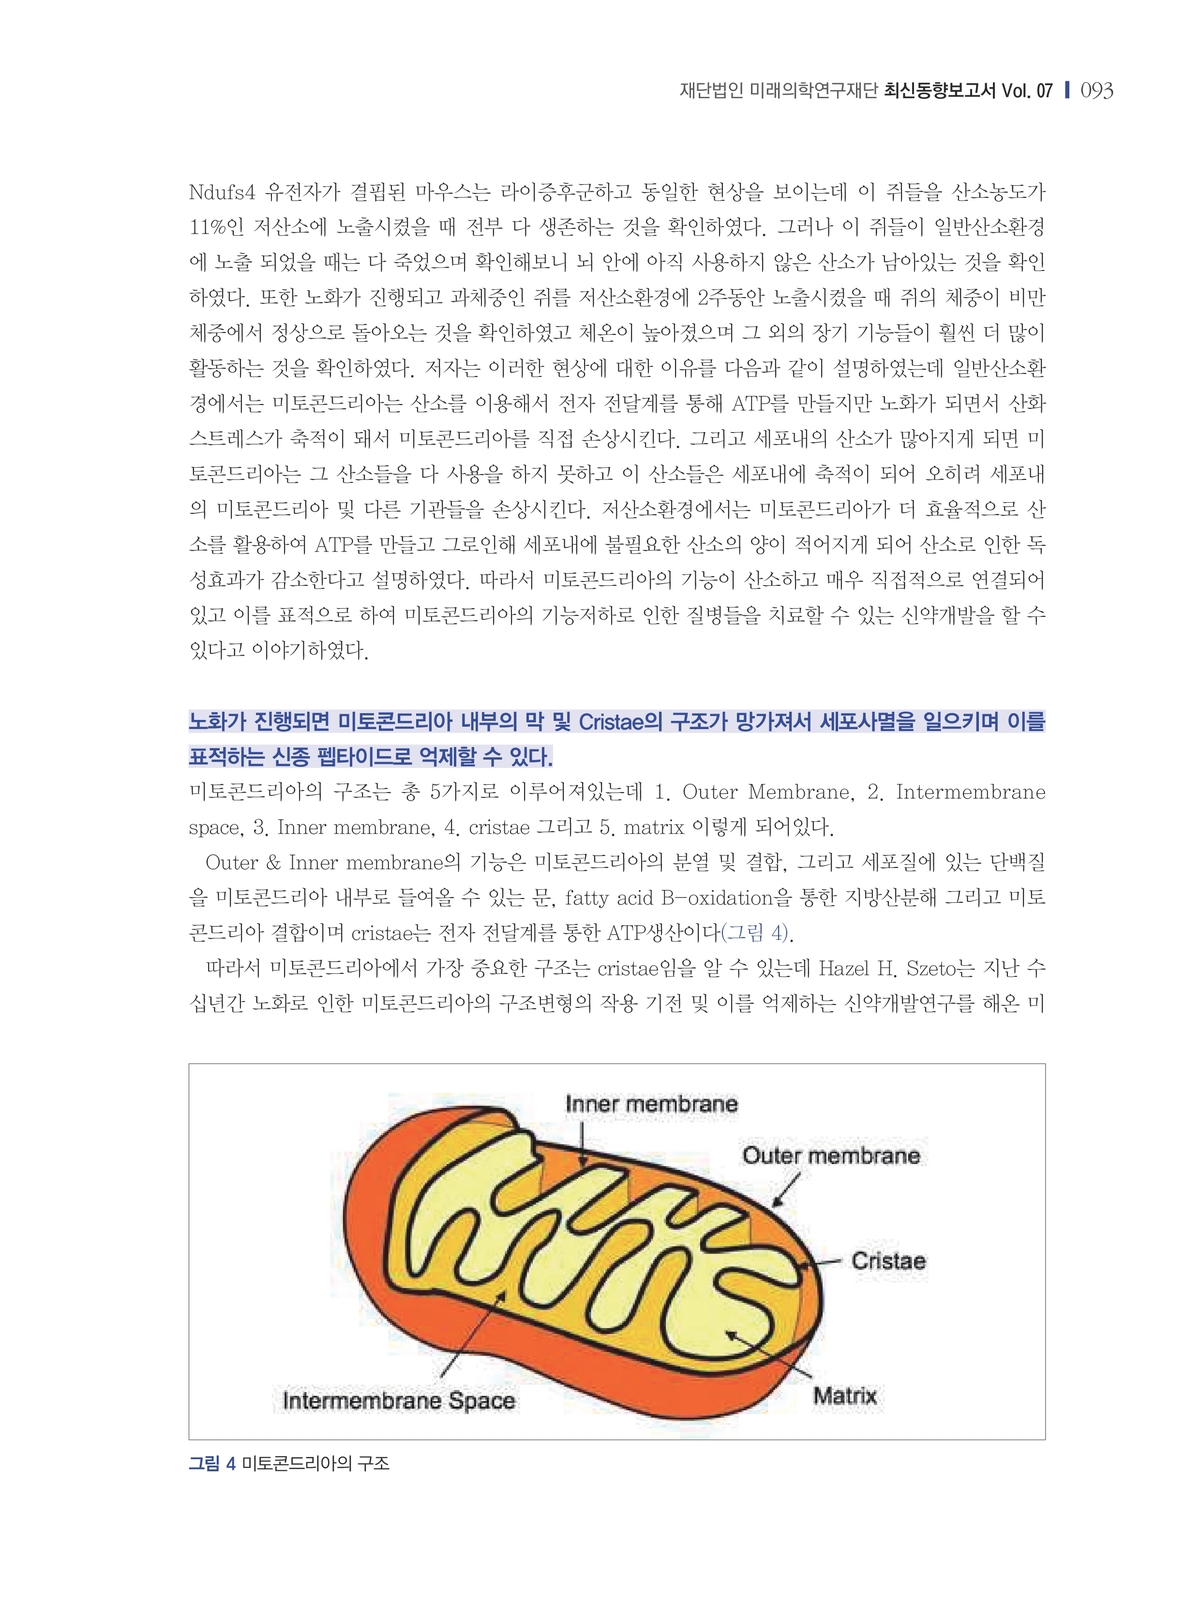 재단법인 미래의학연구재단 최신동향보고서 Vol. 07 093
Ndufs4 유전자가 결핍된 마우스는 라이증후군하고 동일한 현상을 보이는데 이 쥐들을 산소농도가
11%인 저산소에 노출시켰을 때 전부 다 생존하는 것을 확인하였다. 그러나 이 쥐들이 일반산소환경
에 노출 되었을 때는 다 죽었으며 확인해보니 뇌 안에 아직 사용하지 않은 산소가 남아있는 것을 확인
하였다. 또한 노화가 진행되고 과체중인 쥐를 저산소환경에 2주동안 노출시켰을 때 쥐의 체중이 비만
체중에서 정상으로 돌아오는 것을 확인하였고 체온이 높아졌으며 그 외의 장기 기능들이 훨씬 더 많이
활동하는 것을 확인하였다. 저자는 이러한 현상에 대한 이유를 다음과 같이 설명하였는데 일반산소환
경에서는 미토콘드리아는 산소를 이용해서 전자 전달계를 통해 ATP를 만들지만 노화가 되면서 산화
스트레스가 축적이 돼서 미토콘드리아를 직접 손상시킨다. 그리고 세포내의 산소가 많아지게 되면 미
토콘드리아는 그 산소들을 다 사용을 하지 못하고 이 산소들은 세포내에 축적이 되어 오히려 세포내
의 미토콘드리아 및 다른 기관들을 손상시킨다. 저산소환경에서는 미토콘드리아가 더 효율적으로 산
소를 활용하여 ATP를 만들고 그로인해 세포내에 불필요한 산소의 양이 적어지게 되어 산소로 인한 독
성효과가 감소한다고 설명하였다. 따라서 미토콘드리아의 기능이 산소하고 매우 직접적으로 연결되어
있고 이를 표적으로 하여 미토콘드리아의 기능저하로 인한 질병들을 치료할 수 있는 신약개발을 할 수
있다고 이야기하였다.
노화가 진행되면 미토콘드리아 내부의 막 및 Cristae의 구조가 망가져서 세포사멸을 일으키며 이를
표적하는 신종 펩타이드로 억제할 수 있다.
미토콘드리아의 구조는 총 5가지로 이루어져있는데 1. Outer Membrane, 2. Intermembrane
space, 3. Inner membrane, 4. cristae 그리고 5. matrix 이렇게 되어있다.
Outer & Inner membrane의 기능은 미토콘드리아의 분열 및 결합, 그리고 세포질에 있는 단백질
을 미토콘드리아 내부로 들여올 수 있는 문, fatty acid B-oxidation을 통한 지방산분해 그리고 미토
콘드리아 결합이며 cristae는 전자 전달계를 통한 ATP생산이다(그림 4).
따라서 미토콘드리아에서 가장 중요한 구조는 cristae임을 알 수 있는데 Hazel H. Szeto는 지난 수
십년간 노화로 인한 미토콘드리아의 구조변형의 작용 기전 및 이를 억제하는 신약개발연구를 해온 미
Inner membrane
Outer membrane
Cristae
Matrix
Intermembrane Space
그림 4 미토콘드리아의 구조